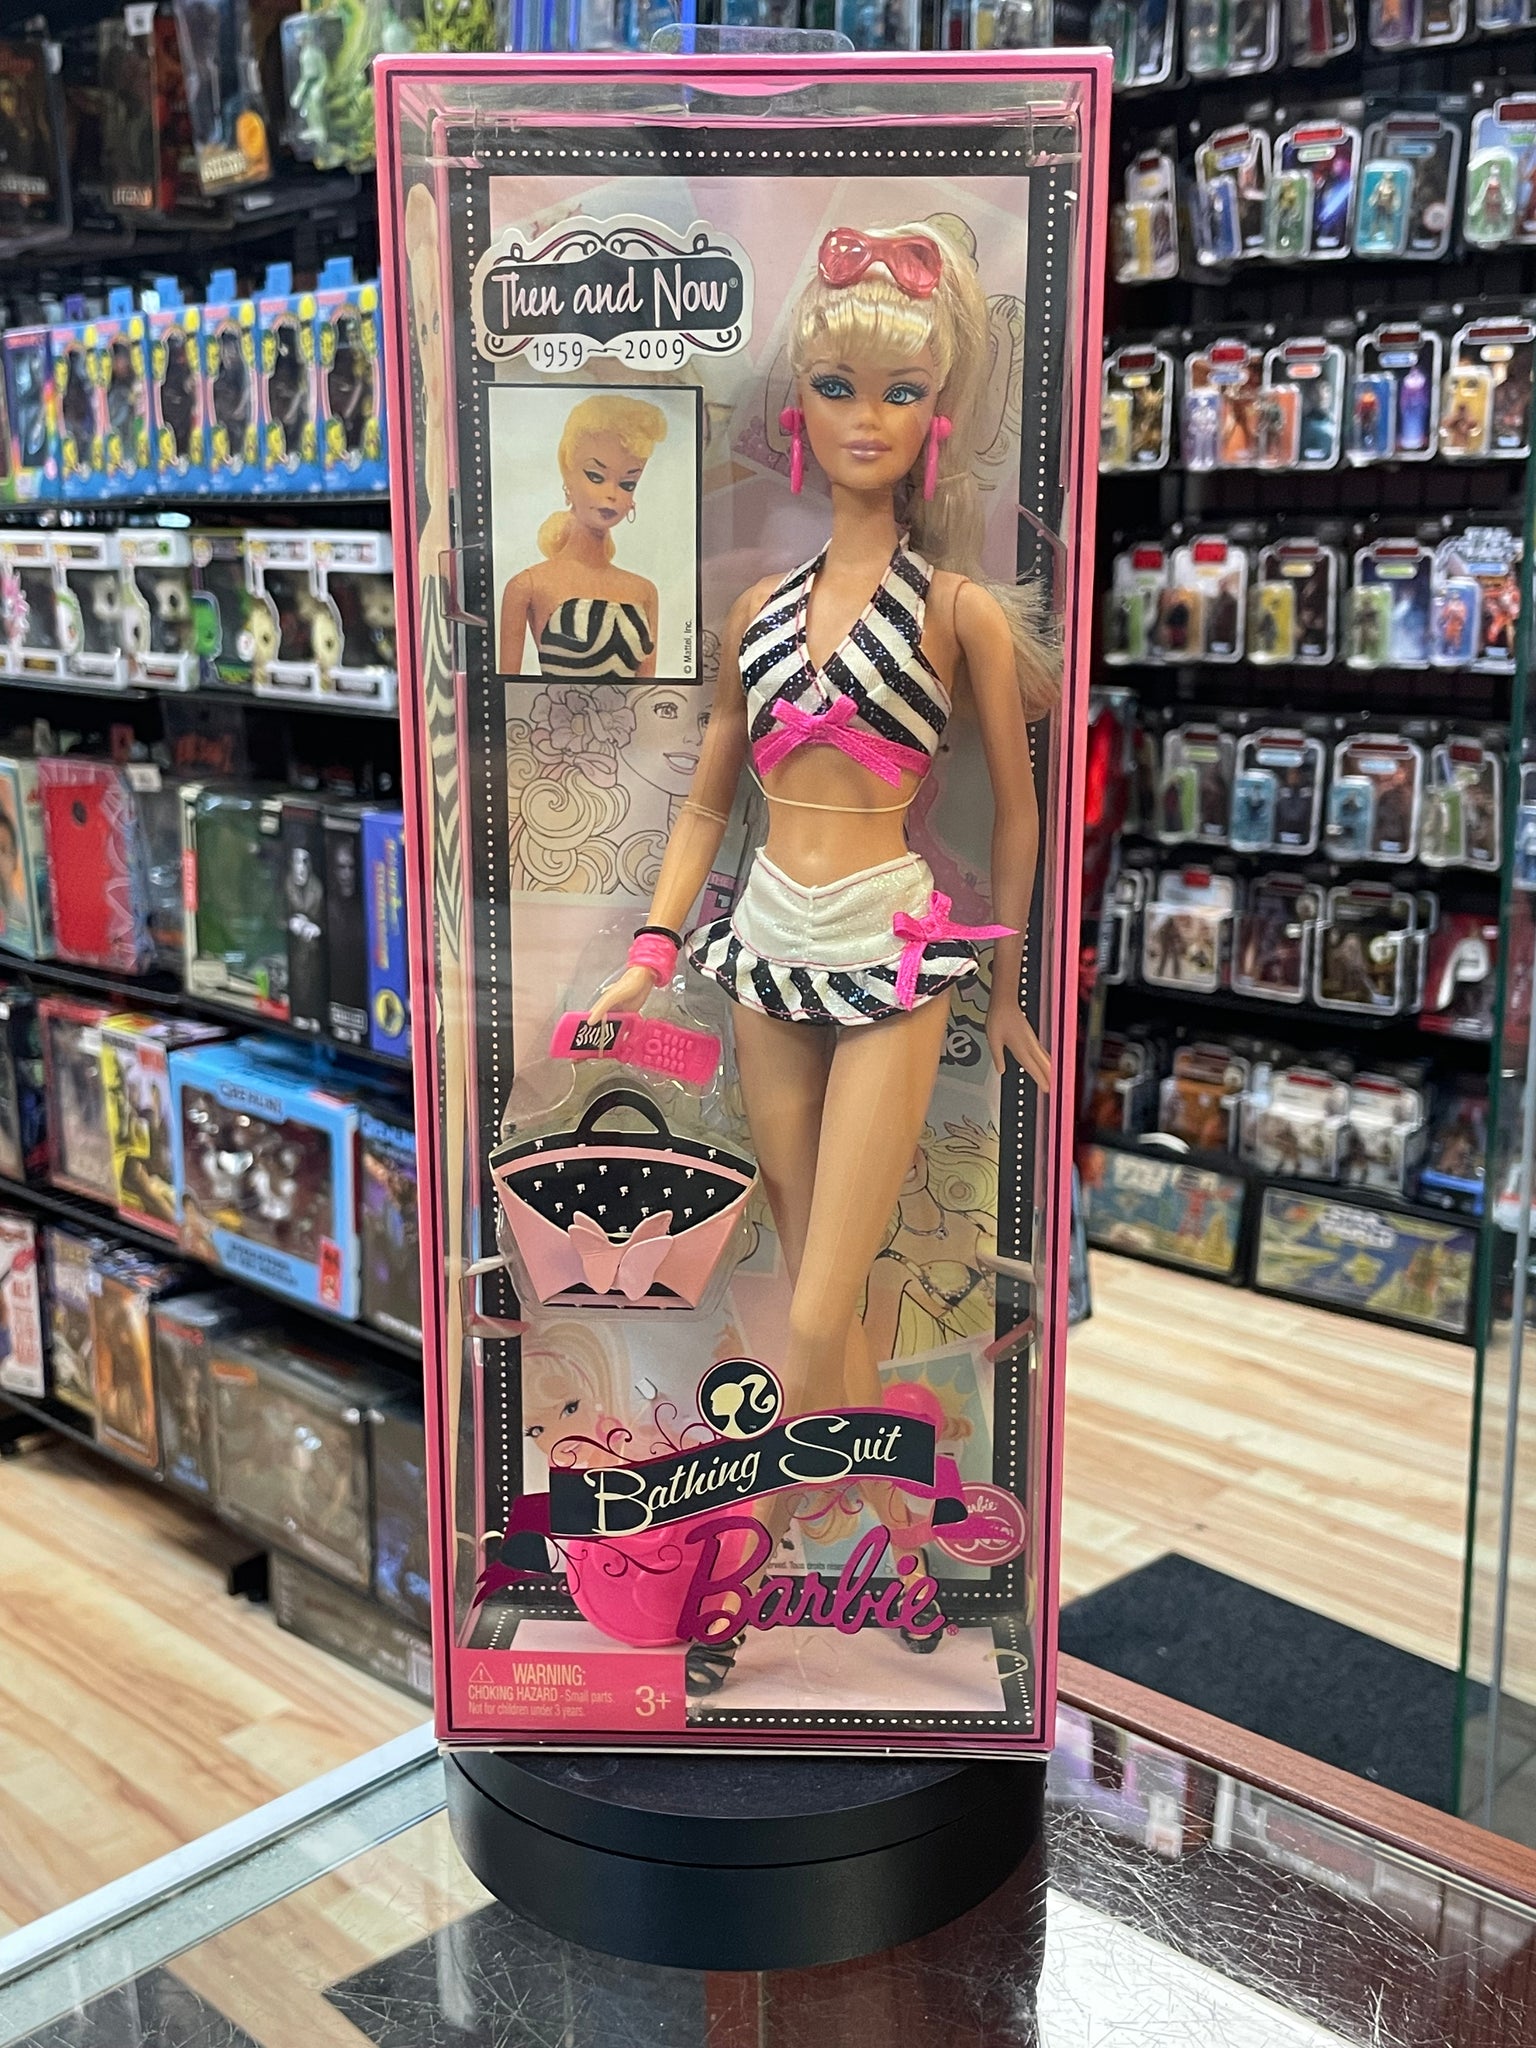 Then and Now®
1959~2009
© Mattel, Inc.
Bathing Suit
Barbie®
WARNING:
CHOKING HAZARD - Small parts.
Not for children under 3 years.
3+